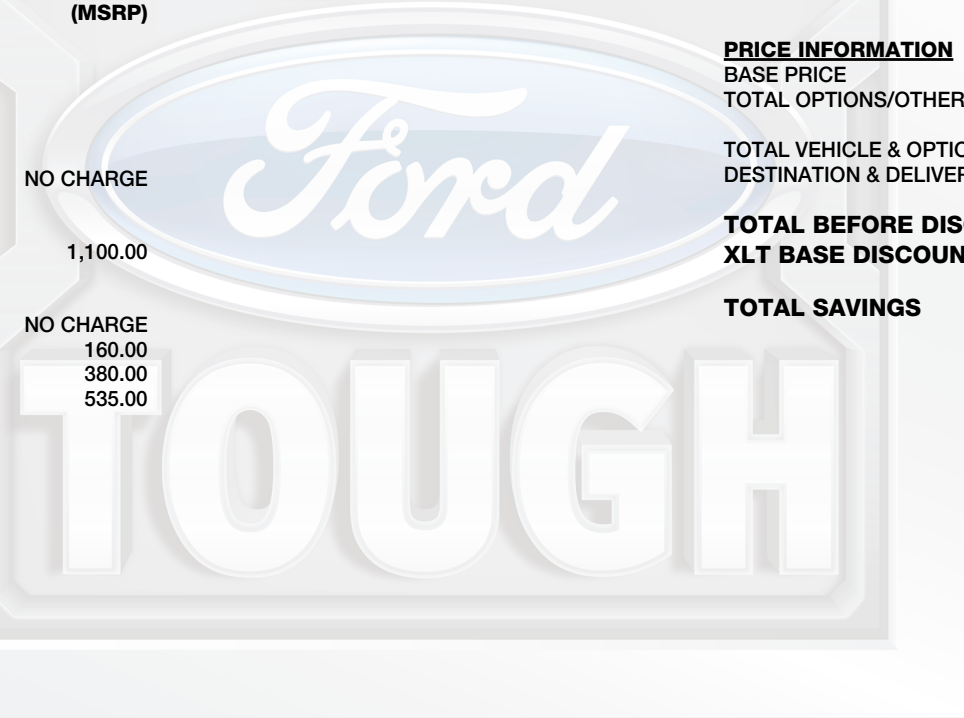 (MSRP)
NO CHARGE
1,100.00
NO CHARGE
160.00
380.00
535.00
Ford
TOUGH
PRICE INFORMATION
BASE PRICE
TOTAL OPTIONS/OTHER
TOTAL VEHICLE & OPTIO
DESTINATION & DELIVER
TOTAL BEFORE DIS
XLT BASE DISCOUN
TOTAL SAVINGS